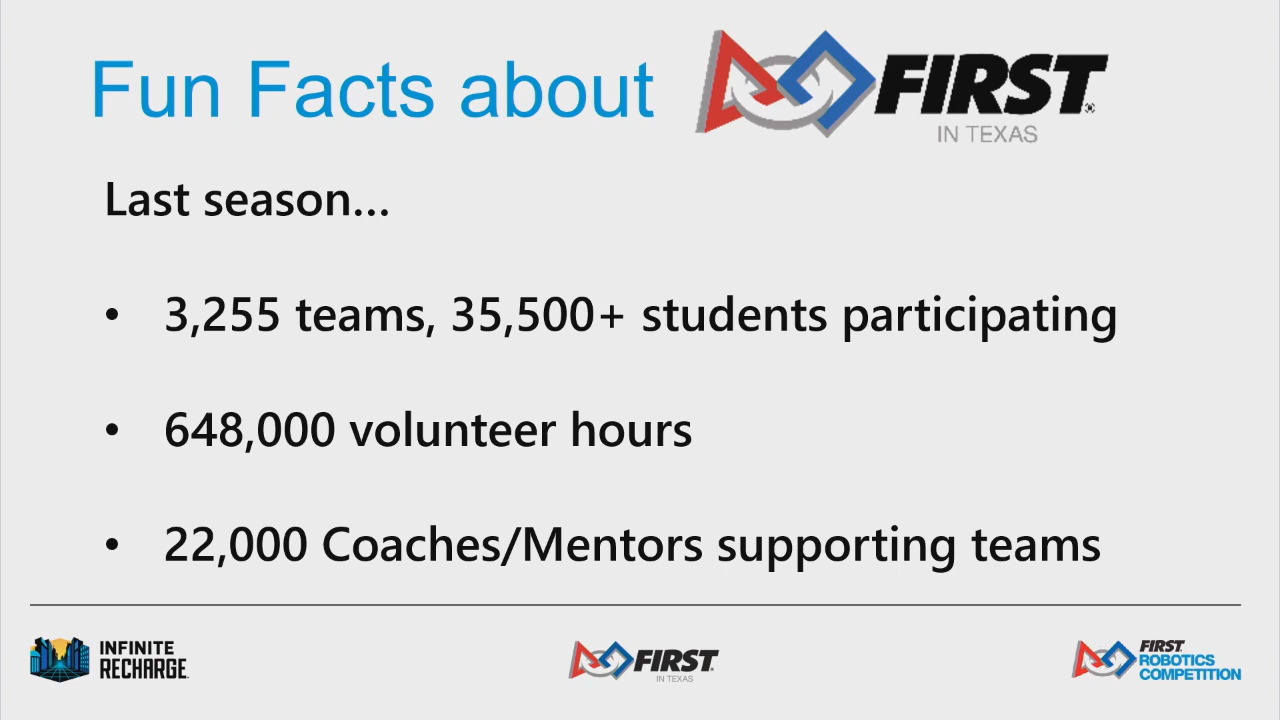 Fun Facts about FIRST
IN TEXAS
Last season...
• 3,255 teams, 35,500+ students participating
• 648,000 volunteer hours
• 22,000 Coaches/Mentors supporting teams
INFINITE
RECHARGE
FIRST
IN TEXAS
FIRST
ROBOTICS
COMPETITION